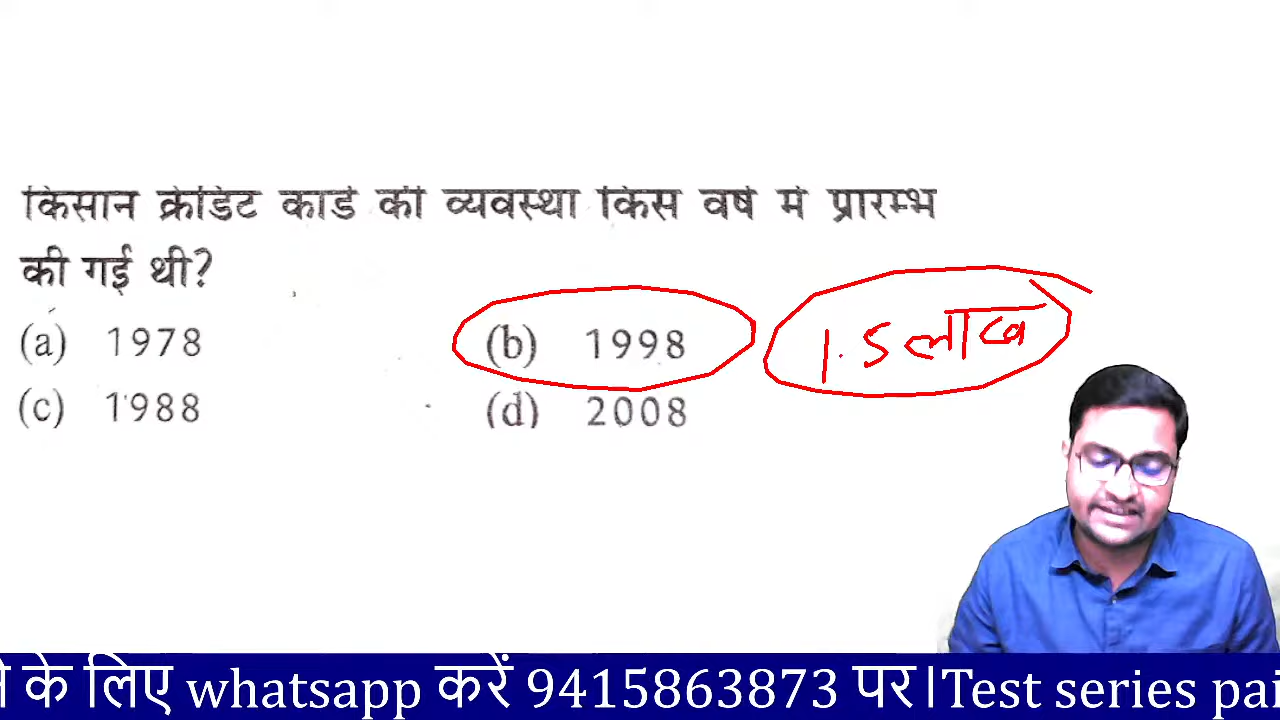 किसान क्रेडिट कार्ड की व्यवस्था किस वर्ष में प्रारम्भ
की गई थी?
(a) 1978 (b) 1998 1.5 लाख
(c) 1988 (d) 2008
के लिए whatsapp करें 9415863873 पर।Test series pai